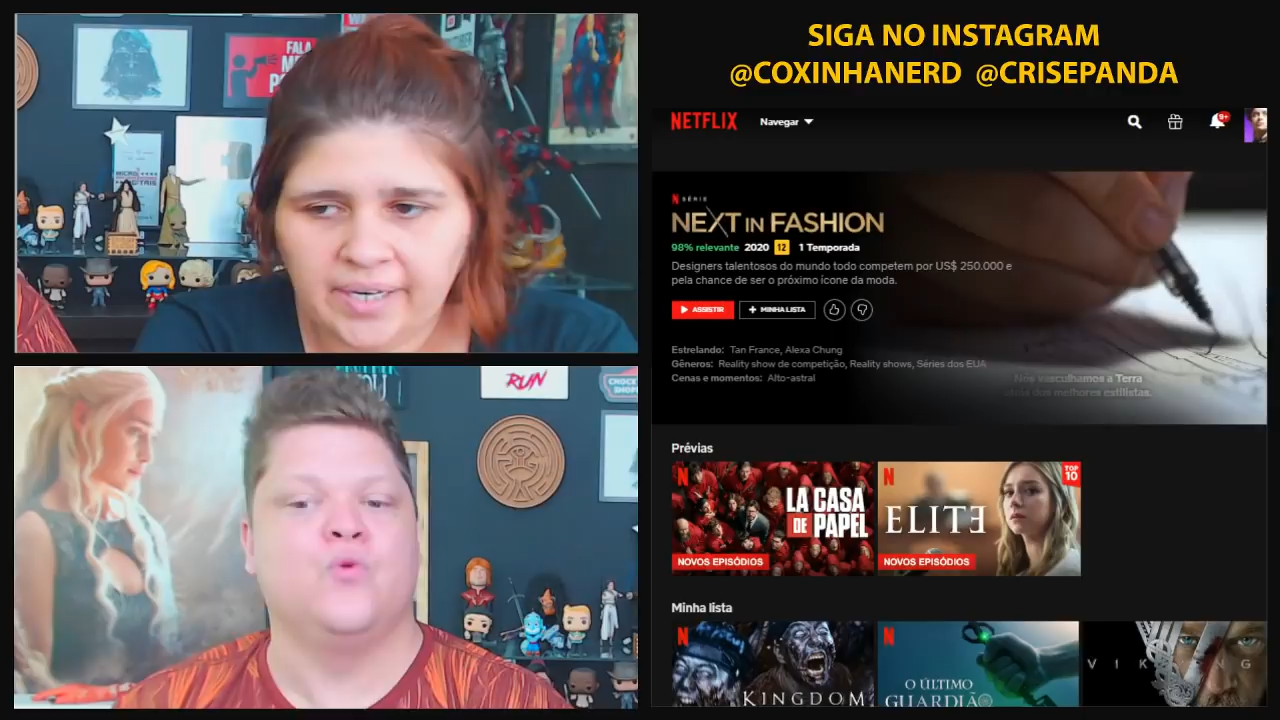 SIGA NO INSTAGRAM
@COXINHANERD @CRISEPANDA
FALA
RUN
NETFLIX
Navegar
9+
N SÉRIE
NEXT IN FASHION
98% relevante 2020 12 1 Temporada
Designers talentosos do mundo todo competem por US$ 250.000 e
pela chance de ser o próximo ícone da moda.
ASSISTIR
+ MINHA LISTA
Estrelando: Tan France, Alexa Chung
Gêneros: Reality show de competição, Reality shows, Séries dos EUA
Cenas e momentos: Alto-astral
Nós vasculhamos a Terra
atrás dos melhores estilistas.
Prévias
N
LA CASA
DE PAPEL
NOVOS EPISÓDIOS
N
TOP
10
ELITE
NOVOS EPISÓDIOS
Minha lista
N
KINGDOM
N
O ÚLTIMO
GUARDIÃO